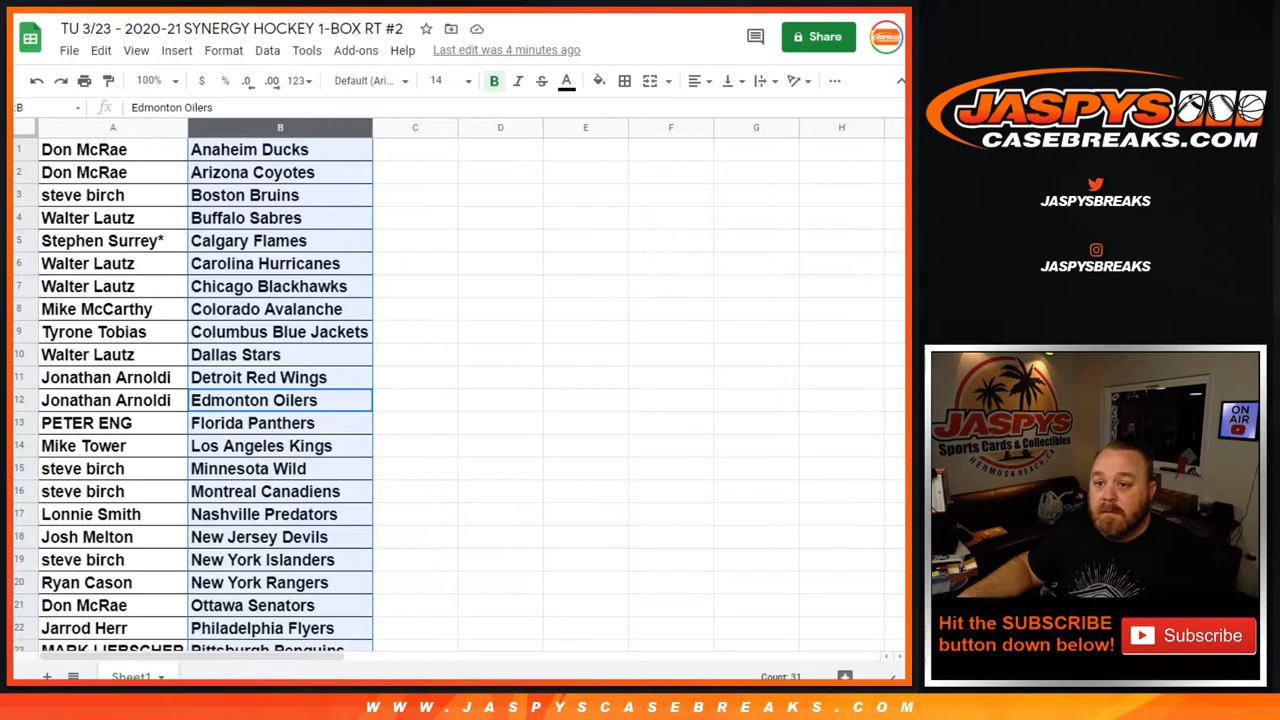 TU 3/23 - 2020-21 SYNERGY HOCKEY 1-BOX RT #2
File Edit View Insert Format Data Tools Add-ons Help Last edit was 4 minutes ago
Share
100% $ % .0 .00 123 Default (Ari... 14 B I S A
:B fx Edmonton Oilers
A B C D E F G H
1 Don McRae Anaheim Ducks
2 Don McRae Arizona Coyotes
3 steve birch Boston Bruins
4 Walter Lautz Buffalo Sabres
5 Stephen Surrey* Calgary Flames
6 Walter Lautz Carolina Hurricanes
7 Walter Lautz Chicago Blackhawks
8 Mike McCarthy Colorado Avalanche
9 Tyrone Tobias Columbus Blue Jackets
10 Walter Lautz Dallas Stars
11 Jonathan Arnoldi Detroit Red Wings
12 Jonathan Arnoldi Edmonton Oilers
13 PETER ENG Florida Panthers
14 Mike Tower Los Angeles Kings
15 steve birch Minnesota Wild
16 steve birch Montreal Canadiens
17 Lonnie Smith Nashville Predators
18 Josh Melton New Jersey Devils
19 steve birch New York Islanders
20 Ryan Cason New York Rangers
21 Don McRae Ottawa Senators
22 Jarrod Herr Philadelphia Flyers
23 MARK LIEBSCHER Pittsburgh Penguins
Sheet1
Count: 31
JASPYS
CASEBREAKS.COM
JASPYSBREAKS
JASPYSBREAKS
JASPYS
Sports Cards & Collectibles
HERMOSA BEACH, CA
ON
AIR
Hit the SUBSCRIBE
button down below!
Subscribe
WWW.JASPYSCASEBREAKS.COM